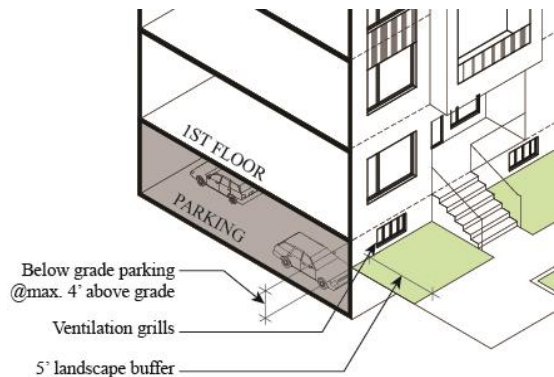 1ST FLOOR
PARKING
Below grade parking
@max. 4' above grade
Ventilation grills
5' landscape buffer